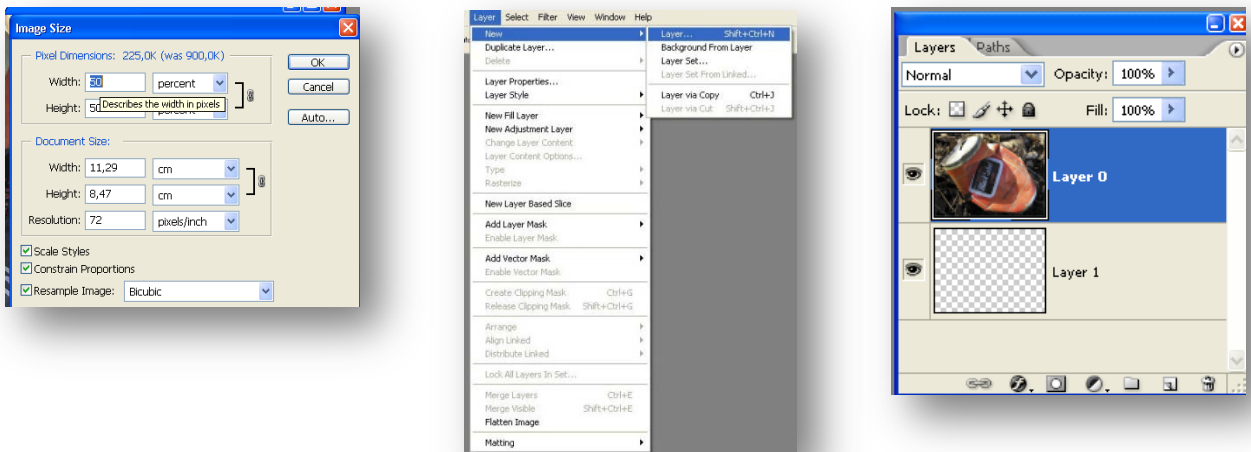 Image Size
Pixel Dimensions: 225,0K (was 900,0K)
Width: 50 percent
Describes the width in pixels
Height: 50 percent
OK
Cancel
Auto...
Document Size:
Width: 11,29 cm
Height: 8,47 cm
Resolution: 72 pixels/inch
Scale Styles
Constrain Proportions
Resample Image: Bicubic
Layer Select Filter View Window Help
New
Duplicate Layer...
Delete
Layer Properties...
Layer Style
New Fill Layer
New Adjustment Layer
Change Layer Content
Layer Content Options...
Type
Rasterize
New Layer Based Slice
Add Layer Mask
Enable Layer Mask
Add Vector Mask
Enable Vector Mask
Create Clipping Mask Ctrl+G
Release Clipping Mask Shift+Ctrl+G
Arrange
Align Linked
Distribute Linked
Lock All Layers In Set...
Merge Layers Ctrl+E
Merge Visible Shift+Ctrl+E
Flatten Image
Matting
Layer... Shift+Ctrl+N
Background From Layer
Layer Set...
Layer Set From Linked...
Layer via Copy Ctrl+J
Layer via Cut Shift+Ctrl+J
Layers Paths
Normal Opacity: 100%
Lock: Fill: 100%
Layer 0
Layer 1